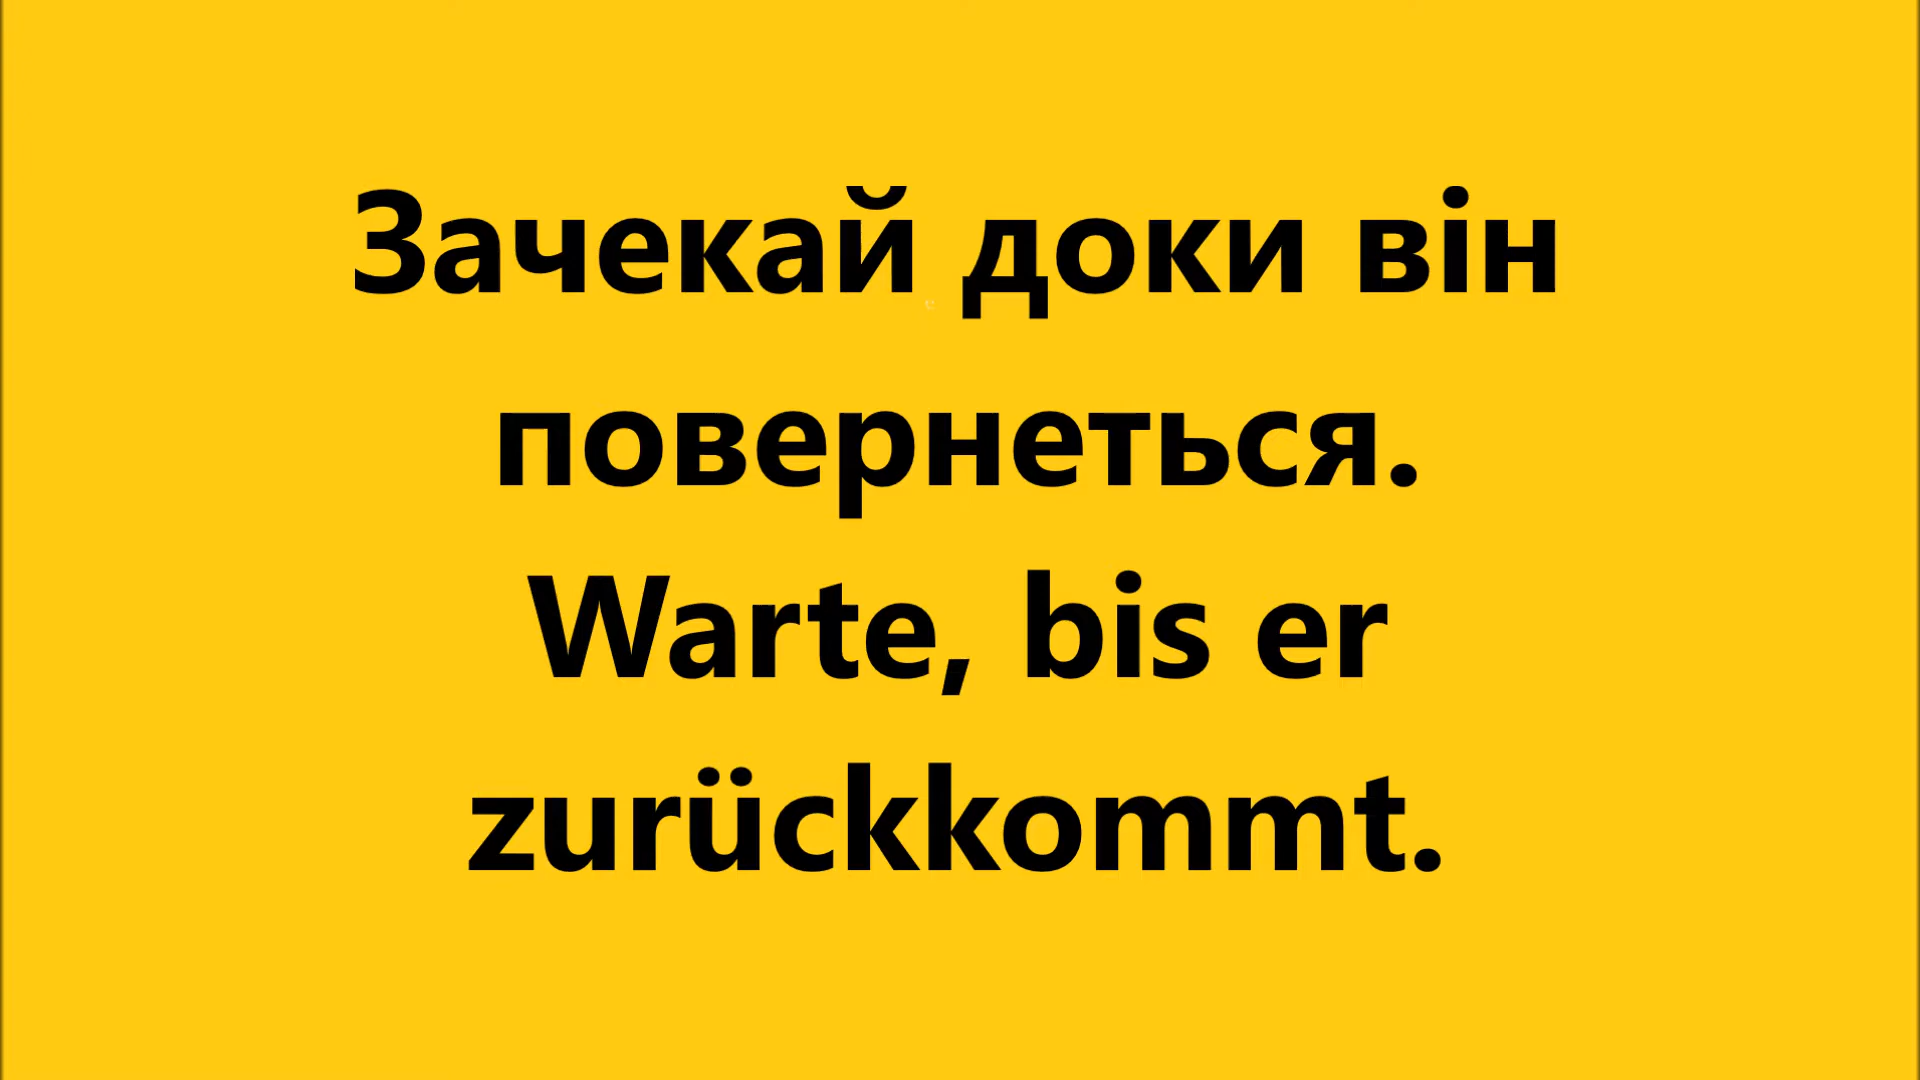 Зачекай доки він
повернеться.
Warte, bis er
zurückkommt.